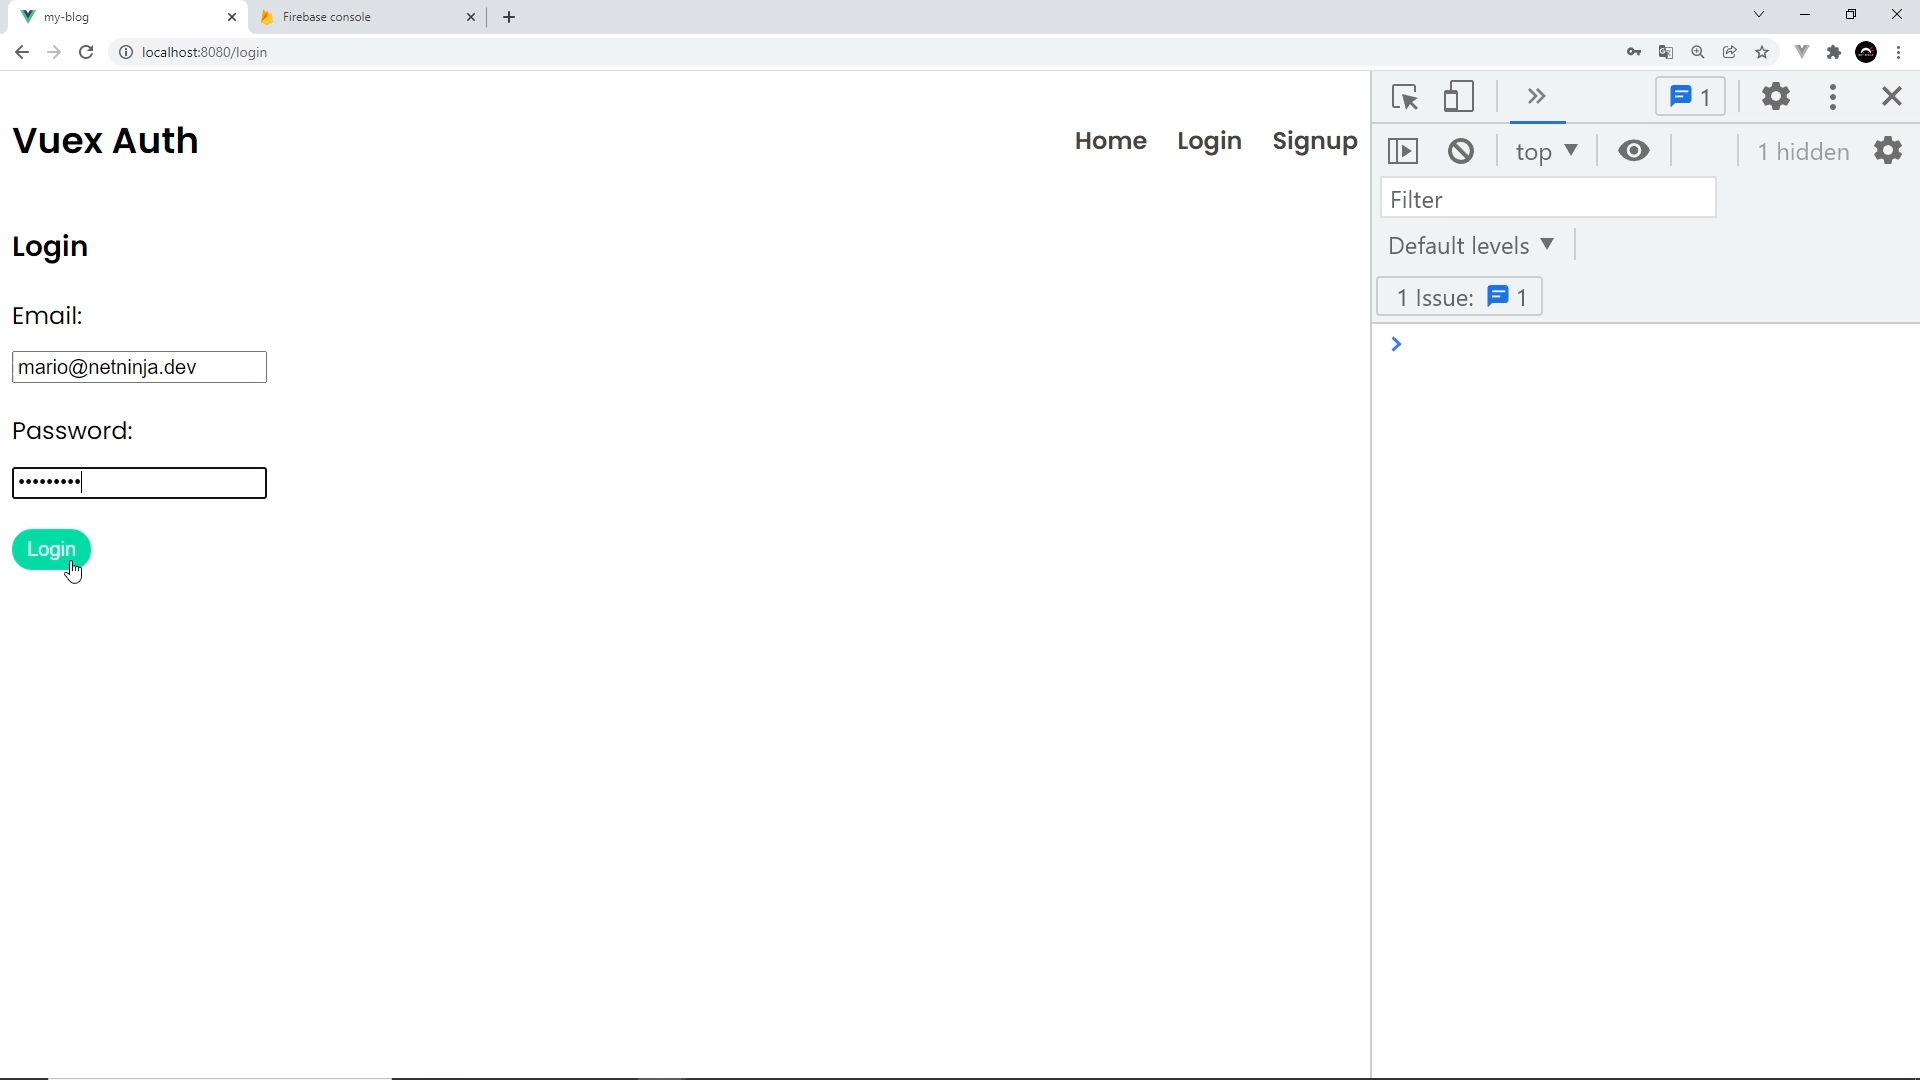 my-blog
Firebase console
localhost:8080/login
Vuex Auth
Home Login Signup
Login
Email:
mario@netninja.dev
Password:
•••••••••
Login
1
top
1 hidden
Filter
Default levels
1 Issue: 1